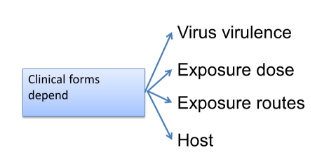 Clinical forms
depend
Virus virulence
Exposure dose
Exposure routes
Host